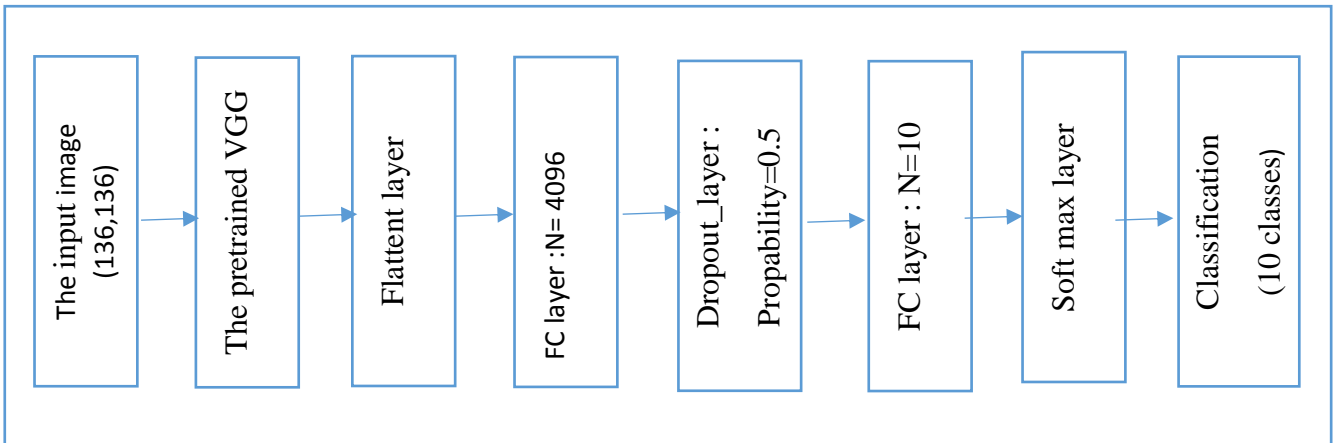 The input image
(136,136)
The pretrained VGG
Flattent layer
FC layer :N= 4096
Dropout_layer :
Propability=0.5
FC layer : N=10
Soft max layer
Classification
(10 classes)